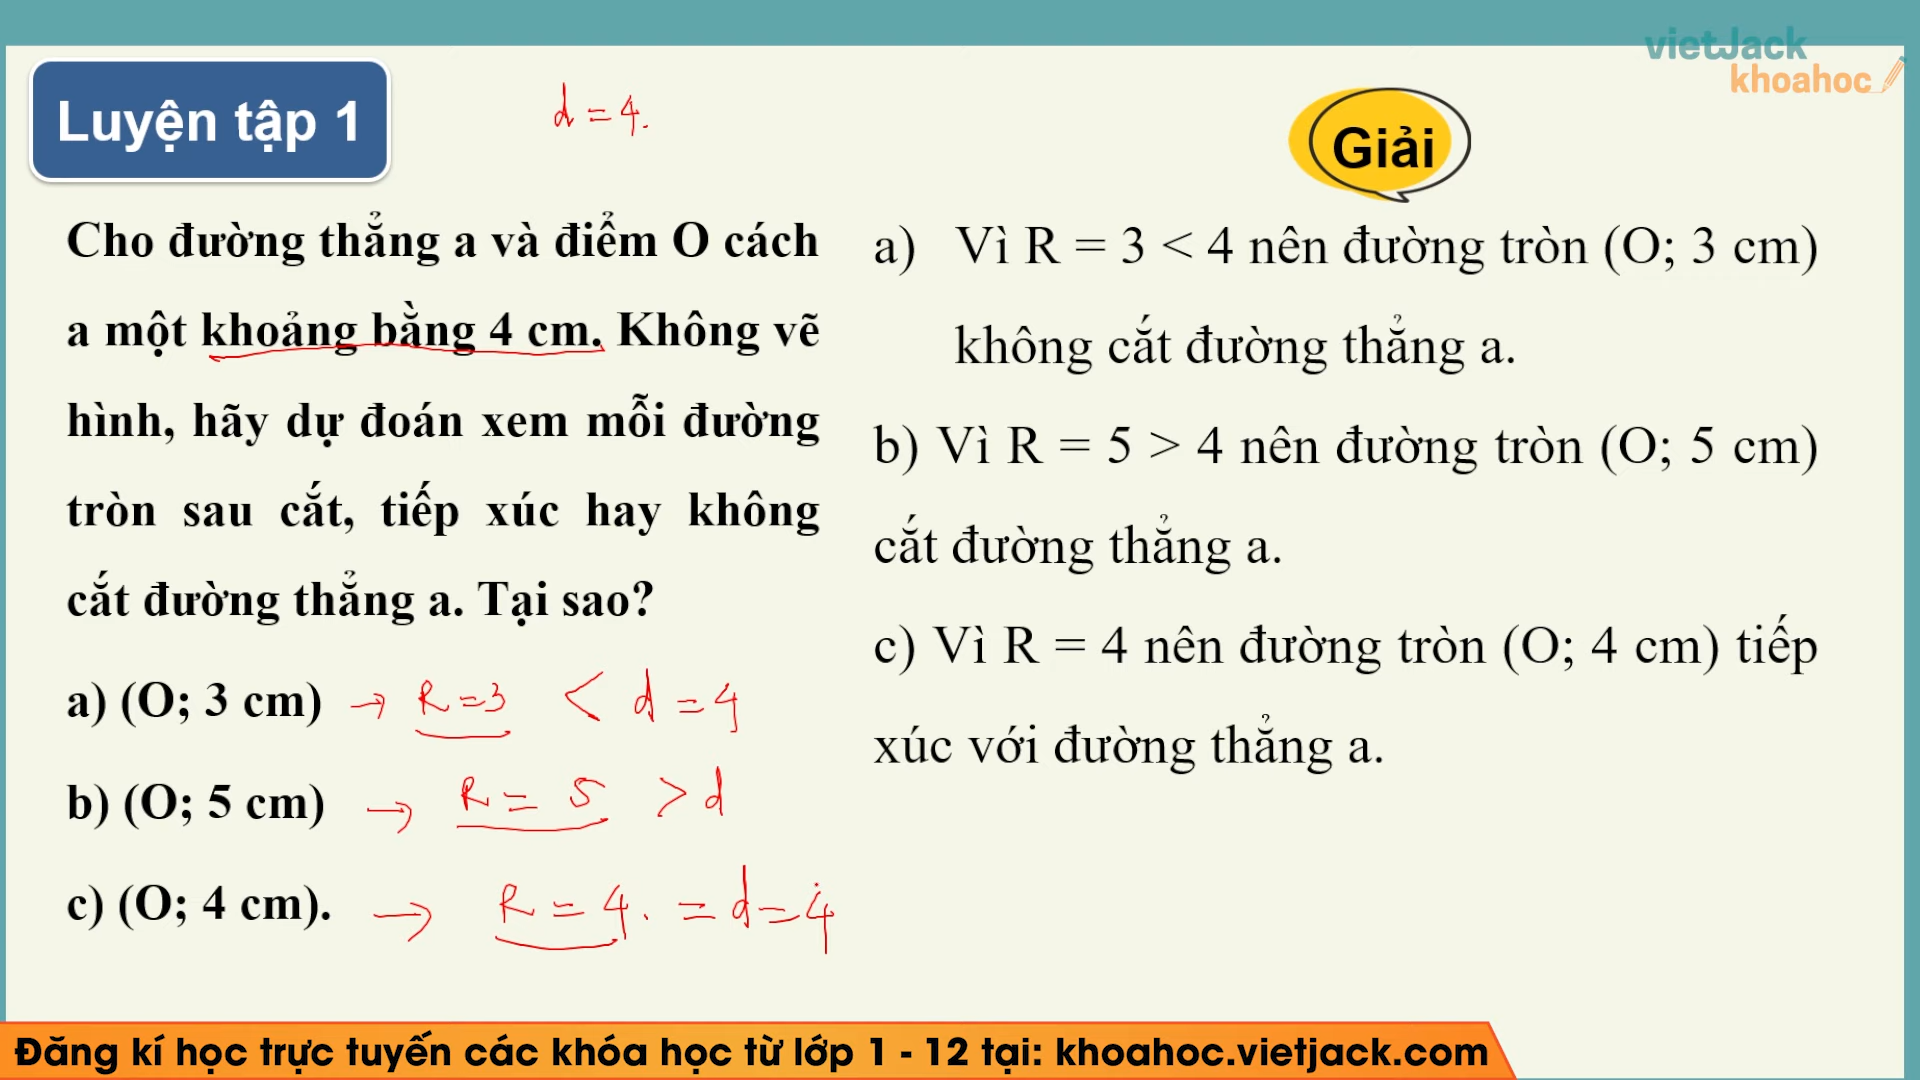 vietJack
khoahoc
Luyện tập 1
d = 4.
Giải
Cho đường thẳng a và điểm O cách
a một khoảng bằng 4 cm. Không vẽ
hình, hãy dự đoán xem mỗi đường
tròn sau cắt, tiếp xúc hay không
cắt đường thẳng a. Tại sao?
a) (O; 3 cm) → R = 3 < d = 4
b) (O; 5 cm) → R = 5 > d
c) (O; 4 cm). → R = 4. = d = 4
a) Vì R = 3 < 4 nên đường tròn (O; 3 cm)
không cắt đường thẳng a.
b) Vì R = 5 > 4 nên đường tròn (O; 5 cm)
cắt đường thẳng a.
c) Vì R = 4 nên đường tròn (O; 4 cm) tiếp
xúc với đường thẳng a.
Đăng kí học trực tuyến các khóa học từ lớp 1 - 12 tại: khoahoc.vietjack.com